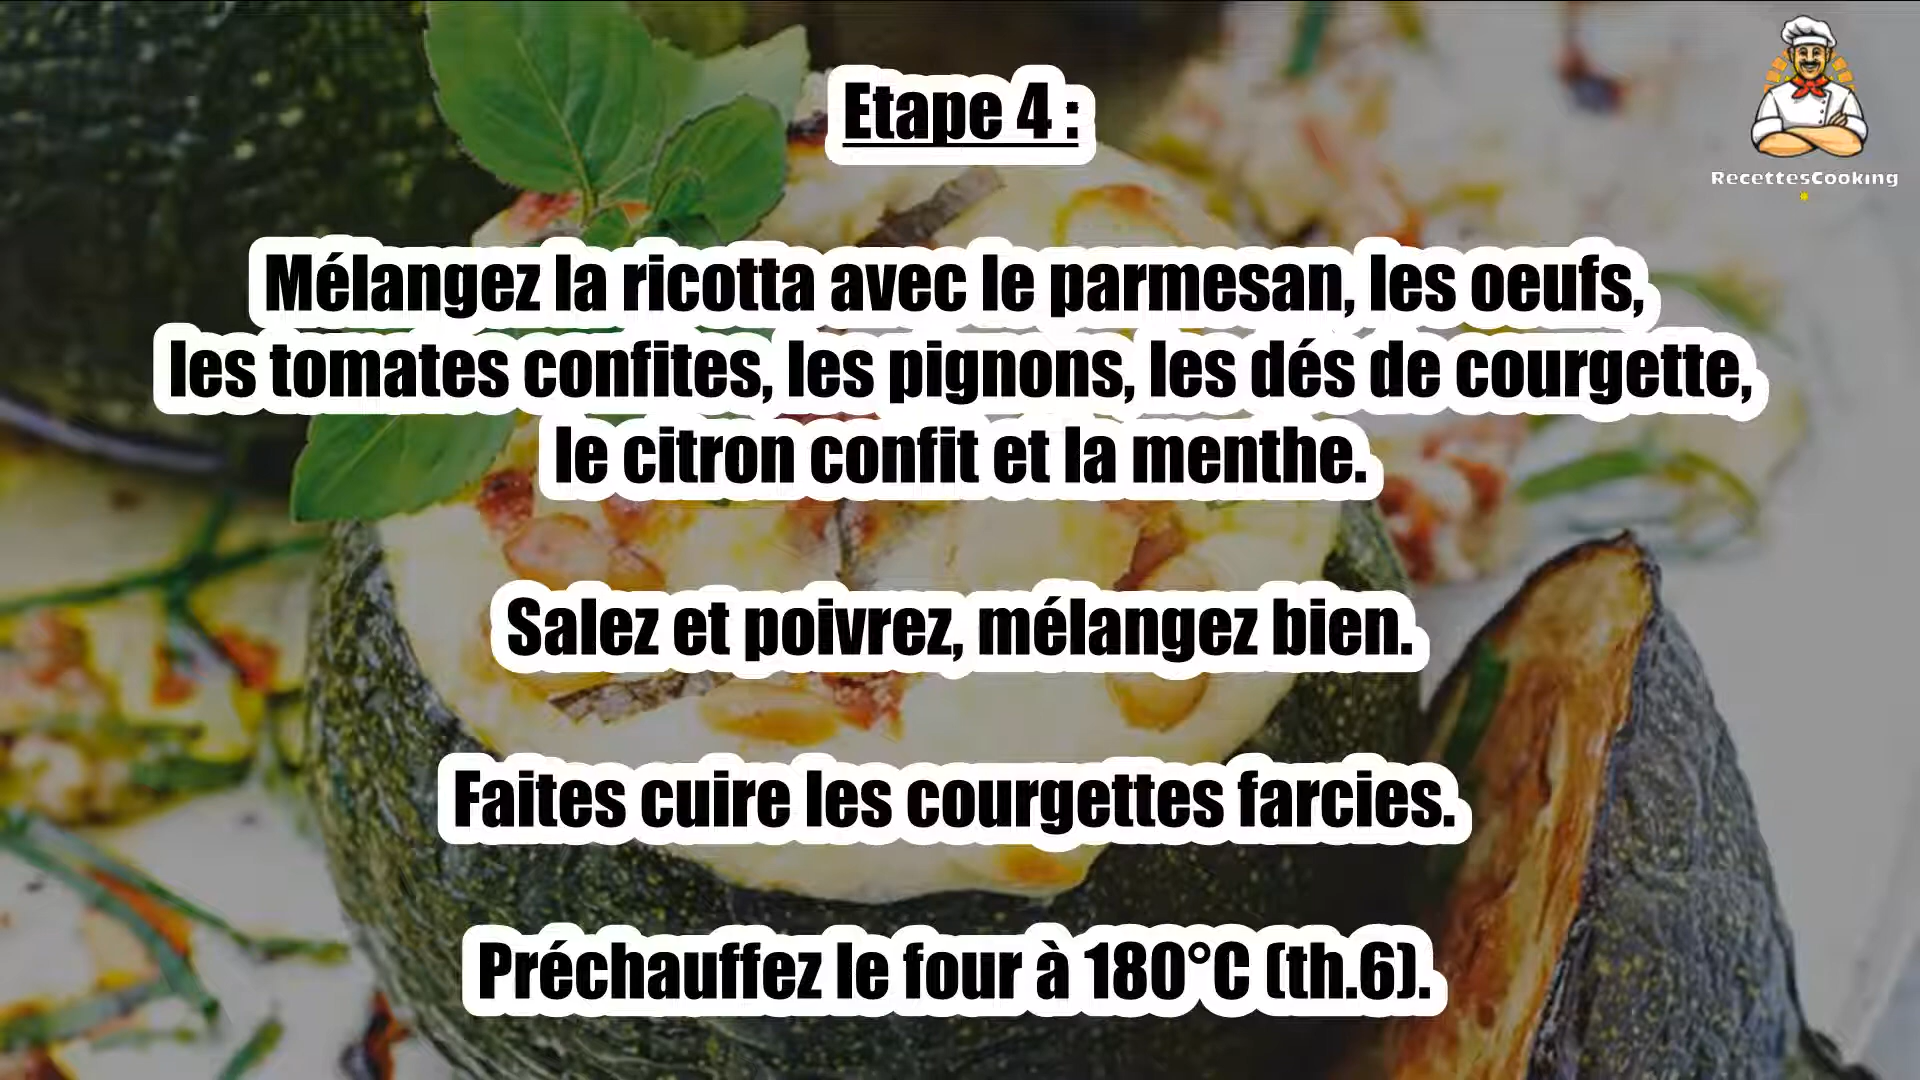 Etape 4 :
RecettesCooking
Mélangez la ricotta avec le parmesan, les oeufs,
les tomates confites, les pignons, les dés de courgette,
le citron confit et la menthe.
Salez et poivrez, mélangez bien.
Faites cuire les courgettes farcies.
Préchauffez le four à 180°C (th.6).